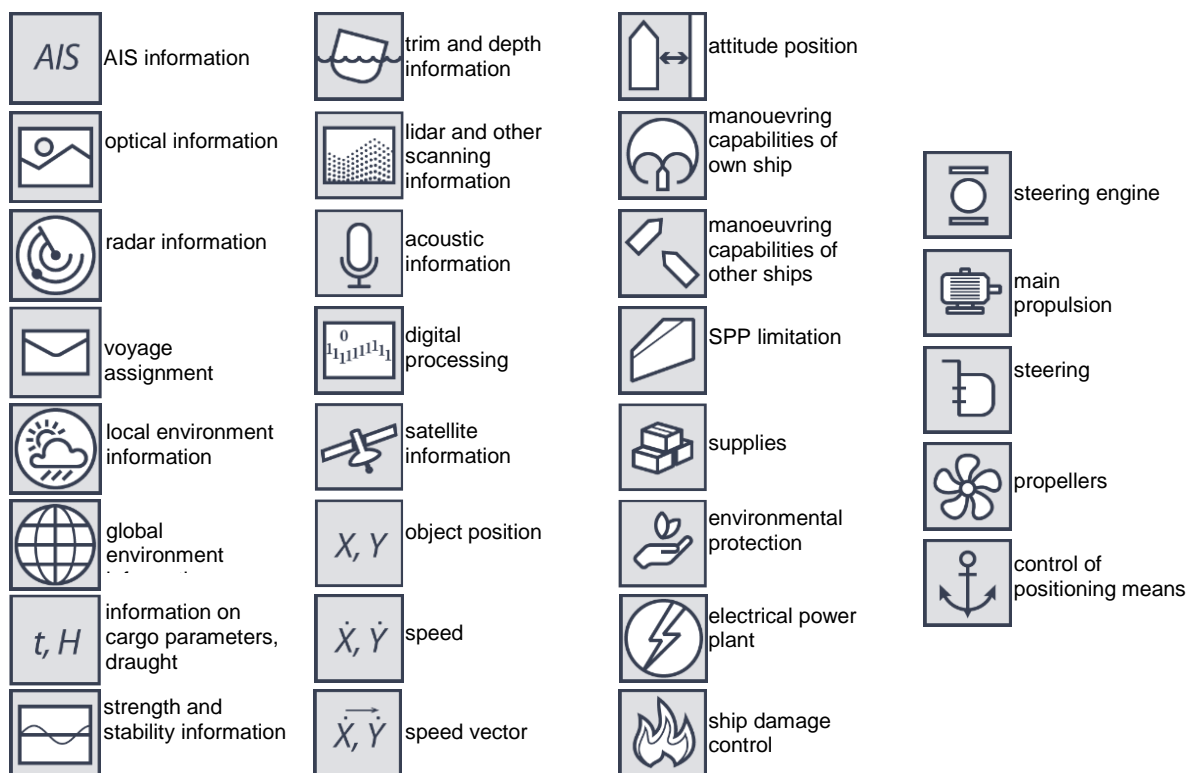 AIS
AIS information
optical information
radar information
voyage
assignment
local environment
information
global
environment
t, H
information on
cargo parameters,
draught
strength and
stability information
trim and depth
information
lidar and other
scanning
information
acoustic
information
digital
processing
satellite
information
X, Y
object position
Ẋ, Ẏ
speed
Ẋ, Ẏ
speed vector
attitude position
manouevring
capabilities of
own ship
manoeuvring
capabilities of
other ships
SPP limitation
supplies
environmental
protection
electrical power
plant
ship damage
control
steering engine
main
propulsion
steering
propellers
control of
positioning means